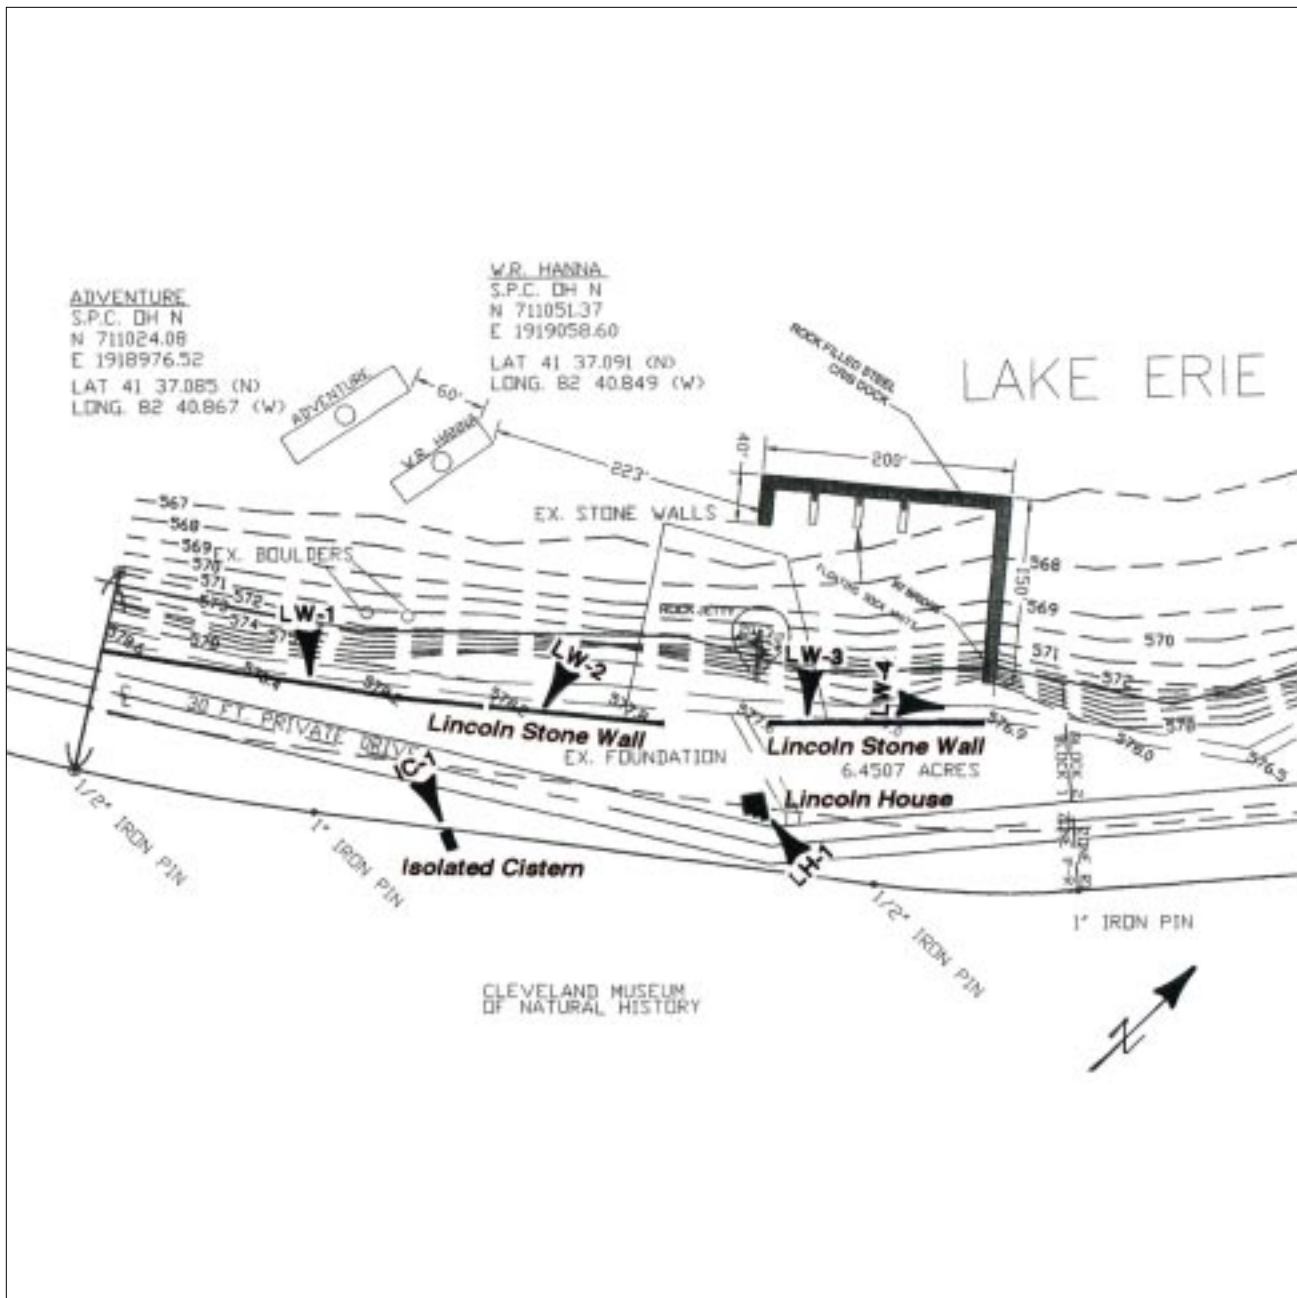 ADVENTURE
S.P.C. OH N
N 711024.08
E 1918976.52
LAT 41 37.085 (N)
LONG. 82 40.867 (W)
W.R. HANNA
S.P.C. OH N
N 711051.37
E 1919058.60
LAT 41 37.091 (N)
LONG. 82 40.849 (W)
ADVENTURE
60'
W.R. HANNA
223'
ROCK FILLED STEEL
CRIB DOCK
LAKE ERIE
40'
200'
150'
EX. STONE WALLS
567
568
569
570
571
572
574
EX. BOULDERS
ROCK JETTY
568
569
570
571
572
LW-1
LW-2
LW-3
LW-4
30 FT. PRIVATE DRIVE
Lincoln Stone Wall
EX. FOUNDATION
Lincoln Stone Wall
6.4507 ACRES
576.9
576.5
Lincoln House
LH-1
Isolated Cistern
1/2" IRON PIN
1" IRON PIN
1/2" IRON PIN
1" IRON PIN
CLEVELAND MUSEUM
OF NATURAL HISTORY
N